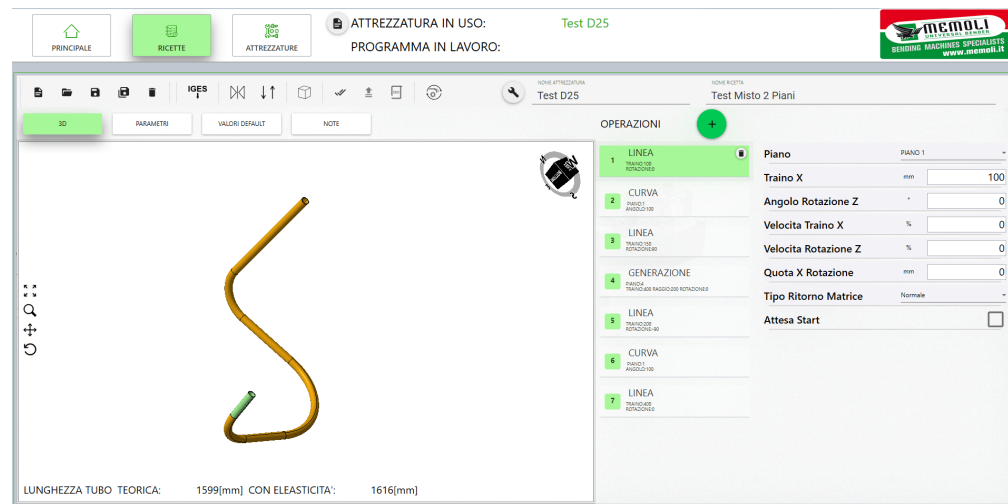 PRINCIPALE
RICETTE
ATTREZZATURE
ATTREZZATURA IN USO: Test D25
PROGRAMMA IN LAVORO:
MEMOLI
UNIVERSAL BENDER
BENDING MACHINES SPECIALISTS
www.memoli.it
IGES
NOME ATTREZZATURA
Test D25
NOME RICETTA
Test Misto 2 Piani
3D
PARAMETRI
VALORI DEFAULT
NOTE
OPERAZIONI
+
1 LINEA
TRAINO:100
ROTAZIONE:0
2 CURVA
PIANO:1
ANGOLO:100
3 LINEA
TRAINO:150
ROTAZIONE:90
4 GENERAZIONE
PIANO:4
TRAINO:400 RAGGIO:200 ROTAZIONE:0
5 LINEA
TRAINO:200
ROTAZIONE:-90
6 CURVA
PIANO:1
ANGOLO:100
7 LINEA
TRAINO:400
ROTAZIONE:0
Piano PIANO 1
Traino X mm 100
Angolo Rotazione Z ° 0
Velocita Traino X % 0
Velocita Rotazione Z % 0
Quota X Rotazione mm 0
Tipo Ritorno Matrice Normale
Attesa Start
LUNGHEZZA TUBO TEORICA: 1599[mm] CON ELEASTICITA': 1616[mm]